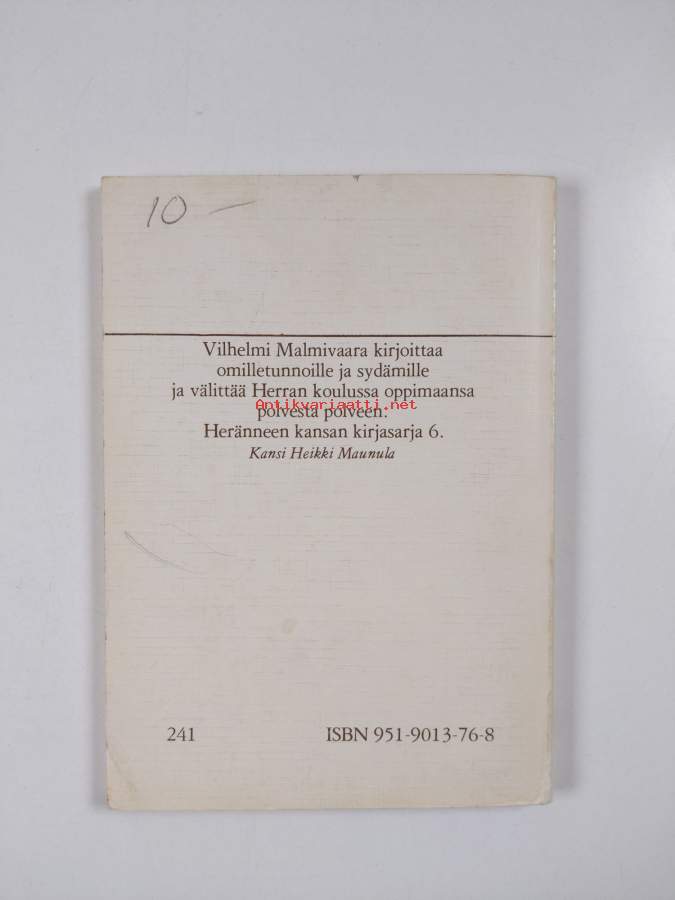 10 —
Vilhelmi Malmivaara kirjoittaa
omilletunnoille ja sydämille
ja välittää Herran koulussa oppimaansa
Antikvariaatti.net
polvesta polveen.
Heränneen kansan kirjasarja 6.
Kansi Heikki Maunula
241
ISBN 951-9013-76-8